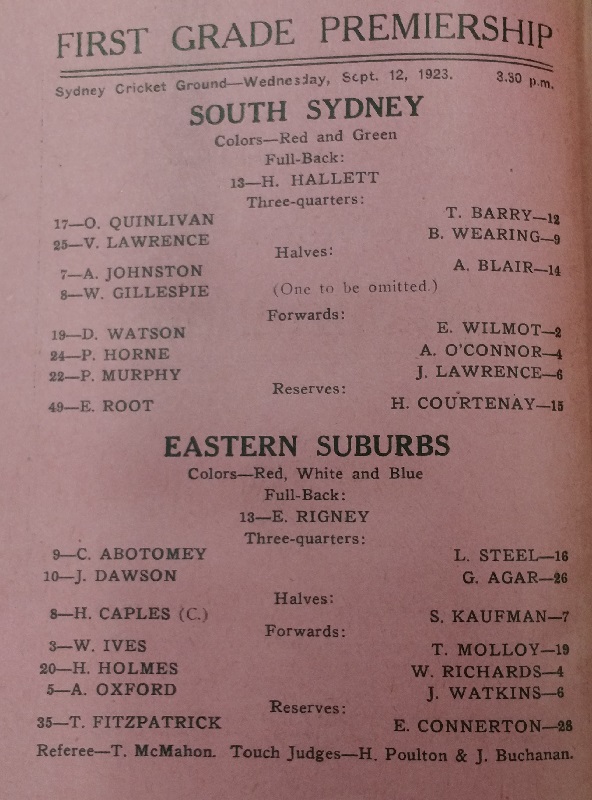 FIRST GRADE PREMIERSHIP
Sydney Cricket Ground—Wednesday, Sept. 12, 1923. 3.30 p.m.
SOUTH SYDNEY
Colors—Red and Green
Full-Back:
13—H. HALLETT
Three-quarters:
17—O. QUINLIVAN T. BARRY—12
25—V. LAWRENCE B. WEARING—9
Halves:
7—A. JOHNSTON A. BLAIR—14
8—W. GILLESPIE (One to be omitted.)
Forwards:
19—D. WATSON E. WILMOT—2
24—P. HORNE A. O'CONNOR—4
22—P. MURPHY J. LAWRENCE—6
Reserves:
49—E. ROOT H. COURTENAY—15
EASTERN SUBURBS
Colors—Red, White and Blue
Full-Back:
13—E. RIGNEY
Three-quarters:
9—C. ABOTOMEY L. STEEL—16
10—J. DAWSON G. AGAR—26
Halves:
8—H. CAPLES (C.) S. KAUFMAN—7
Forwards:
3—W. IVES T. MOLLOY—19
20—H. HOLMES W. RICHARDS—4
5—A. OXFORD J. WATKINS—6
Reserves:
35—T. FITZPATRICK E. CONNERTON—28
Referee—T. McMahon. Touch Judges—H. Poulton & J. Buchanan.